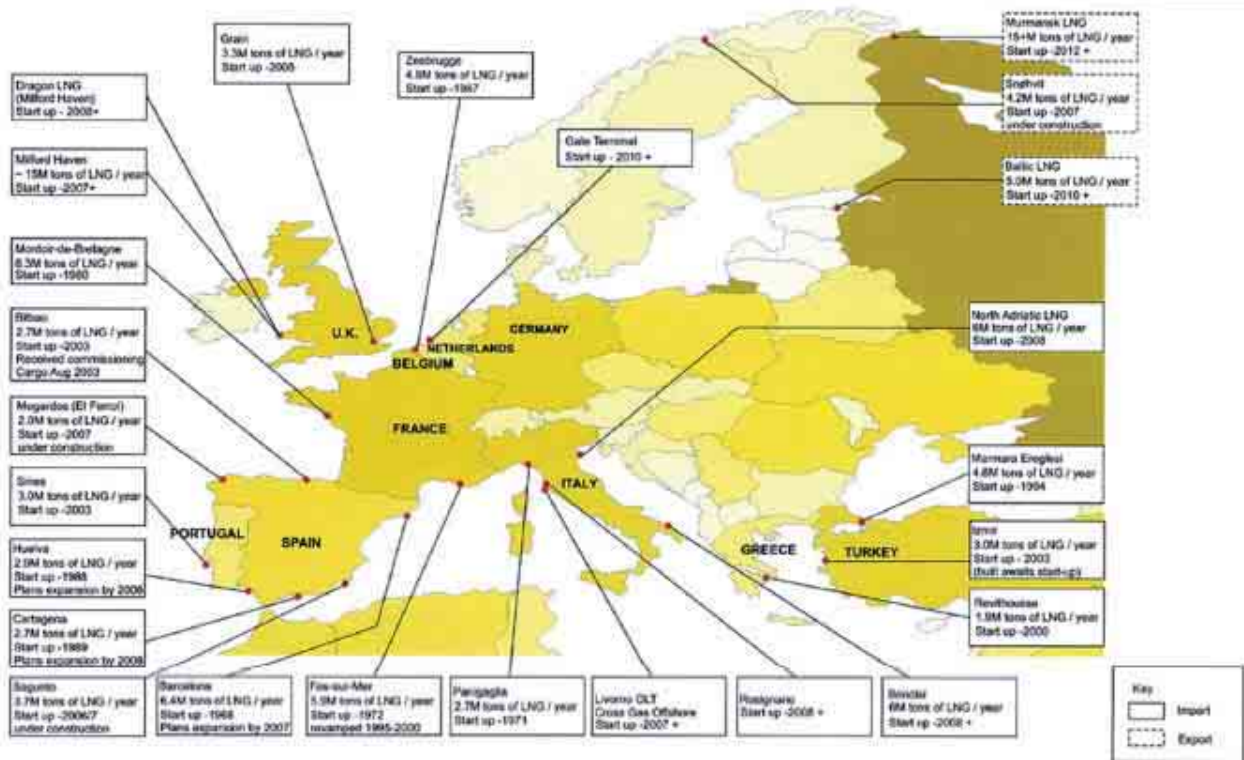 Grain
3.3M tons of LNG / year
Start up -2008
Zeebrugge
4.8M tons of LNG / year
Start up -1987
Gate Terminal
Start up - 2010 +
Murmansk LNG
15+M tons of LNG / year
Start up -2012 +
Snøhvit
4.2M tons of LNG / year
Start up -2007
under construction
Baltic LNG
5.0M tons of LNG / year
Start up -2010 +
Dragon LNG
(Milford Haven)
Start up - 2008+
Milford Haven
~ 15M tons of LNG / year
Start up -2007+
Montoir-de-Bretagne
tons of LNG / year
Start up -1980
Bilbao
2.7M tons of LNG / year
Start up -2003
Received commissioning
Cargo Aug 2003
Mugardos (El Ferrol)
2.0M tons of LNG / year
Start up -2007
under construction
Sines
3.0M tons of LNG / year
Start up -2003
Huelva
tons of LNG / year
Start up -1988
Plans expansion by
Cartagena
2.7M tons of LNG / year
Start up -1989
Plans expansion by
Sagunto
3.7M tons of LNG / year
Start up -2006/7
under construction
Barcelona
6.4M tons of LNG / year
Start up -1968
Plans expansion by 2007
Fos-sur-Mer
tons of LNG / year
Start up -1972
revamped 1995-2000
Panigaglia
2.7M tons of LNG / year
Start up -1971
Livorno OLT
Cross Gas Offshore
Start up -2007 +
Rosignano
Start up -2008 +
Brindisi
6M tons of LNG / year
Start up -2008 +
North Adriatic LNG
6M tons of LNG / year
Start up -2008
Marmara Ereglisi
tons of LNG / year
Start up -1994
Izmir
3.0M tons of LNG / year
Start up - 2003
(built awaits start-up)
Revithoussa
tons of LNG / year
Start up -2000
U.K.
BELGIUM
NETHERLANDS
GERMANY
FRANCE
ITALY
PORTUGAL
SPAIN
GREECE
TURKEY
Key
Import
Export